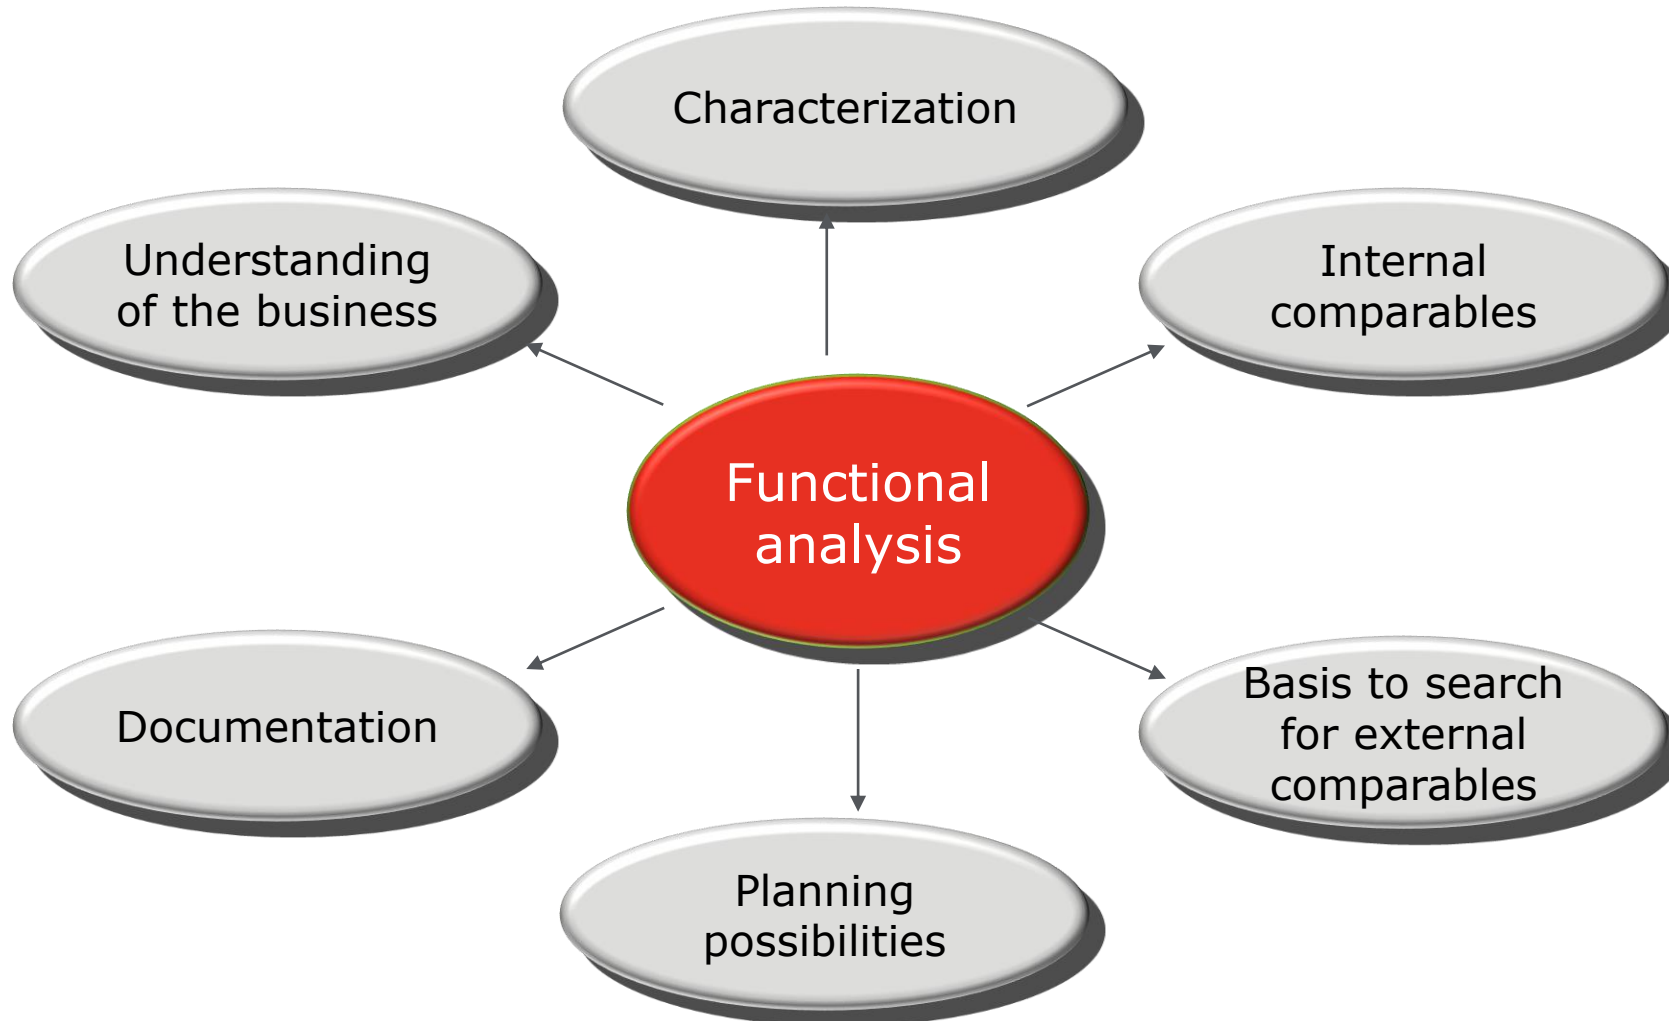 Characterization
Understanding
of the business
Internal
comparables
Functional
analysis
Documentation
Basis to search
for external
comparables
Planning
possibilities